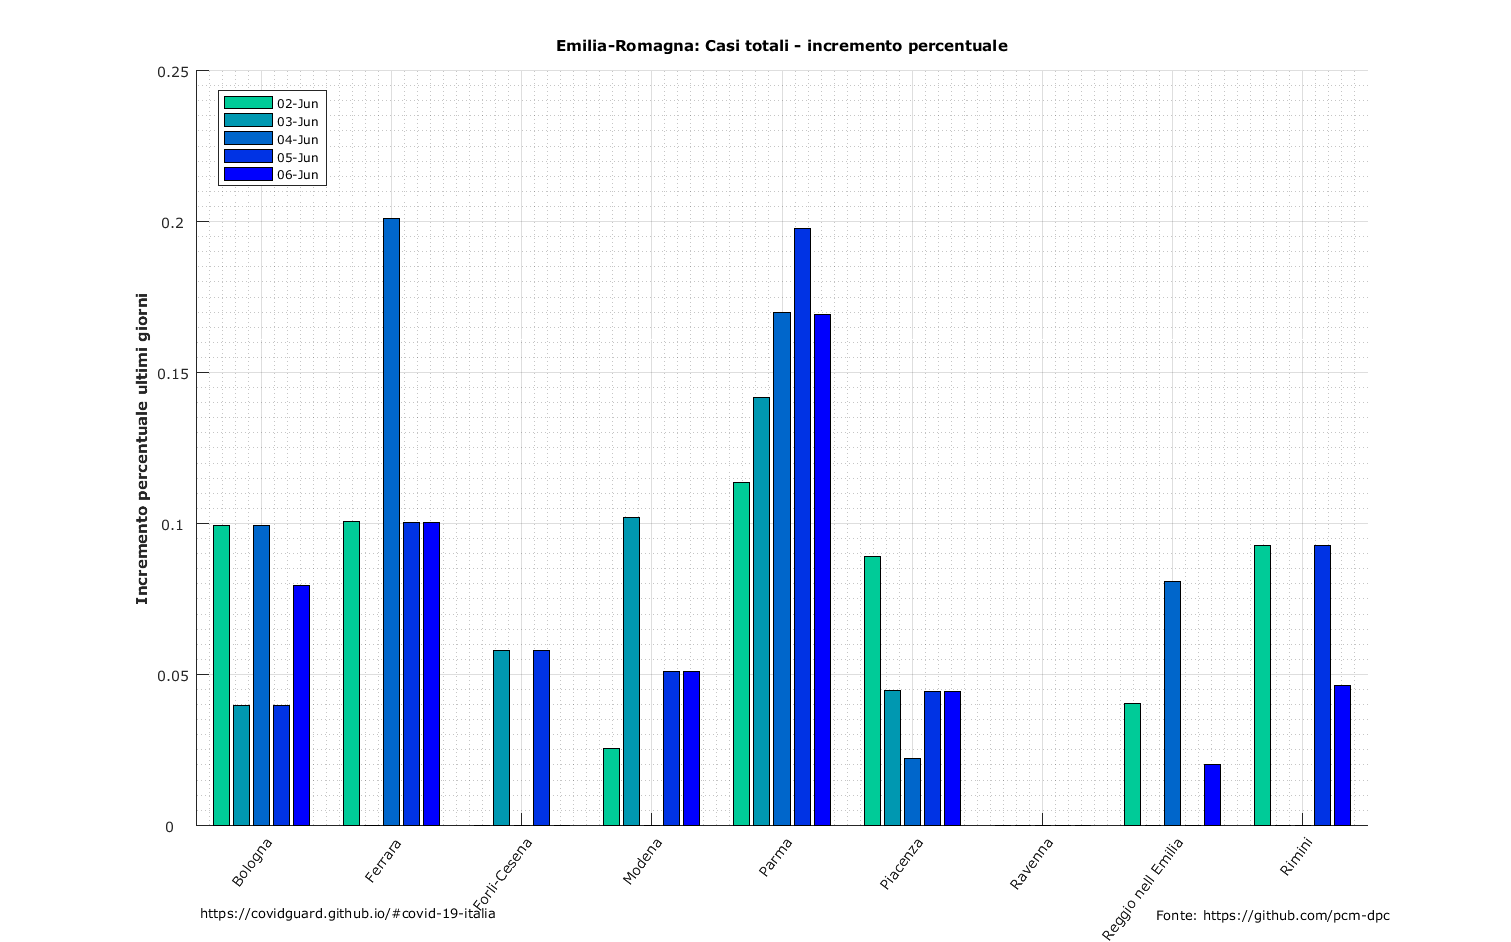 Emilia-Romagna: Casi totali - incremento percentuale
0.25
0.2
0.15
0.1
0.05
0
Incremento percentuale ultimi giorni
02-Jun
03-Jun
04-Jun
05-Jun
06-Jun
Bologna
Ferrara
Forlì-Cesena
Modena
Parma
Piacenza
Ravenna
Reggio nell Emilia
Rimini
https://covidguard.github.io/#covid-19-italia
Fonte: https://github.com/pcm-dpc